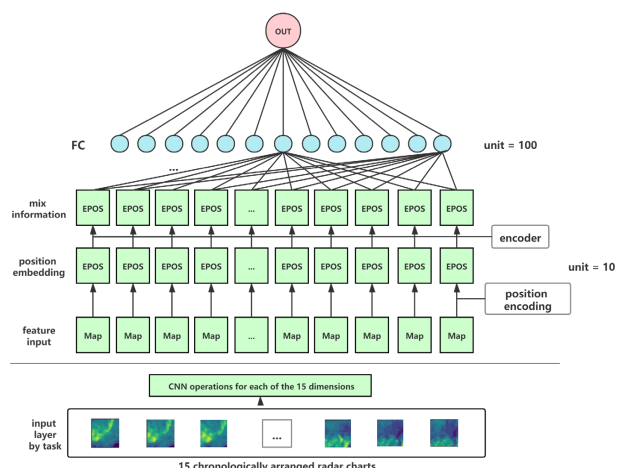 OUT
FC
unit = 100
...
mix
information
EPOS EPOS EPOS EPOS ... EPOS EPOS EPOS EPOS EPOS
encoder
position
embedding
EPOS EPOS EPOS EPOS ... EPOS EPOS EPOS EPOS EPOS
unit = 10
position
encoding
feature
input
Map Map Map Map ... Map Map Map Map Map
CNN operations for each of the 15 dimensions
input
layer
by task
...
15 chronologically arranged radar charts